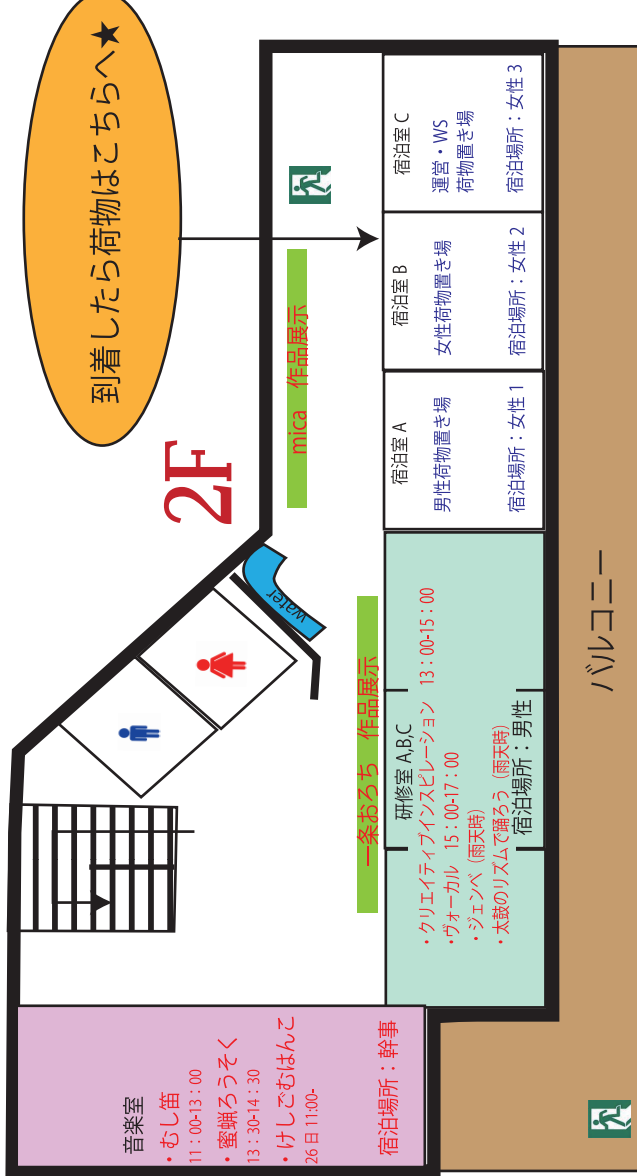 到着したら荷物はこちらへ★
2F
mica 作品展示
water
一条おろち 作品展示
音楽室
・むし笛
11：00-13：00
・蜜蝋ろうそく
13：30-14：30
・けしごむはんこ
26日 11:00-
宿泊場所：幹事
研修室 A,B,C
・クリエイティブインスピレーション 13：00-15：00
・ヴォーカル 15：00-17：00
・ジェンベ（雨天時）
・太鼓のリズムで踊ろう（雨天時）
宿泊場所：男性
宿泊室 A
男性荷物置き場
宿泊場所：女性 1
宿泊室 B
女性荷物置き場
宿泊場所：女性 2
宿泊室 C
運営・WS
荷物置き場
宿泊場所：女性 3
バルコニー